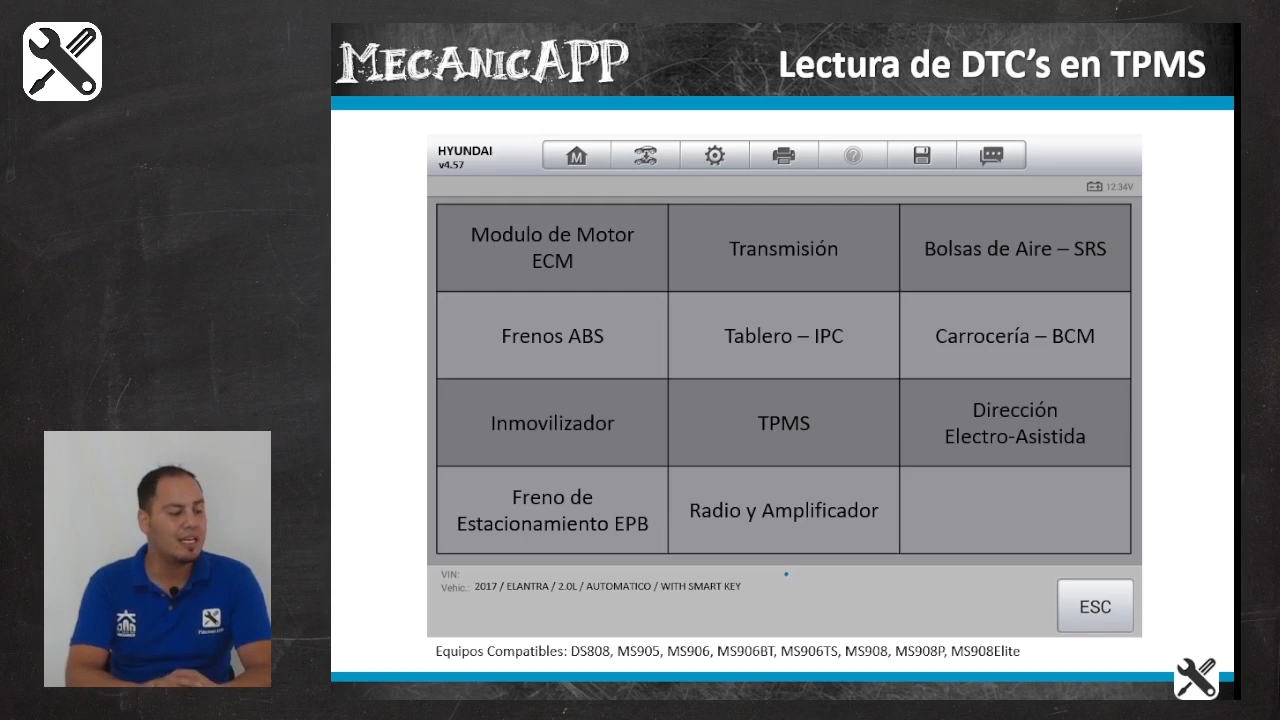 MECANICAPP
Lectura de DTC's en TPMS
HYUNDAI
v4.57
M
?
12.34V
Modulo de Motor
ECM
Transmisión
Bolsas de Aire – SRS
Frenos ABS
Tablero – IPC
Carrocería – BCM
Inmovilizador
TPMS
Dirección
Electro-Asistida
Freno de
Estacionamiento EPB
Radio y Amplificador
VIN:
Vehic.: 2017 / ELANTRA / 2.0L / AUTOMATICO / WITH SMART KEY
ESC
Equipos Compatibles: DS808, MS905, MS906, MS906BT, MS906TS, MS908, MS908P, MS908Elite